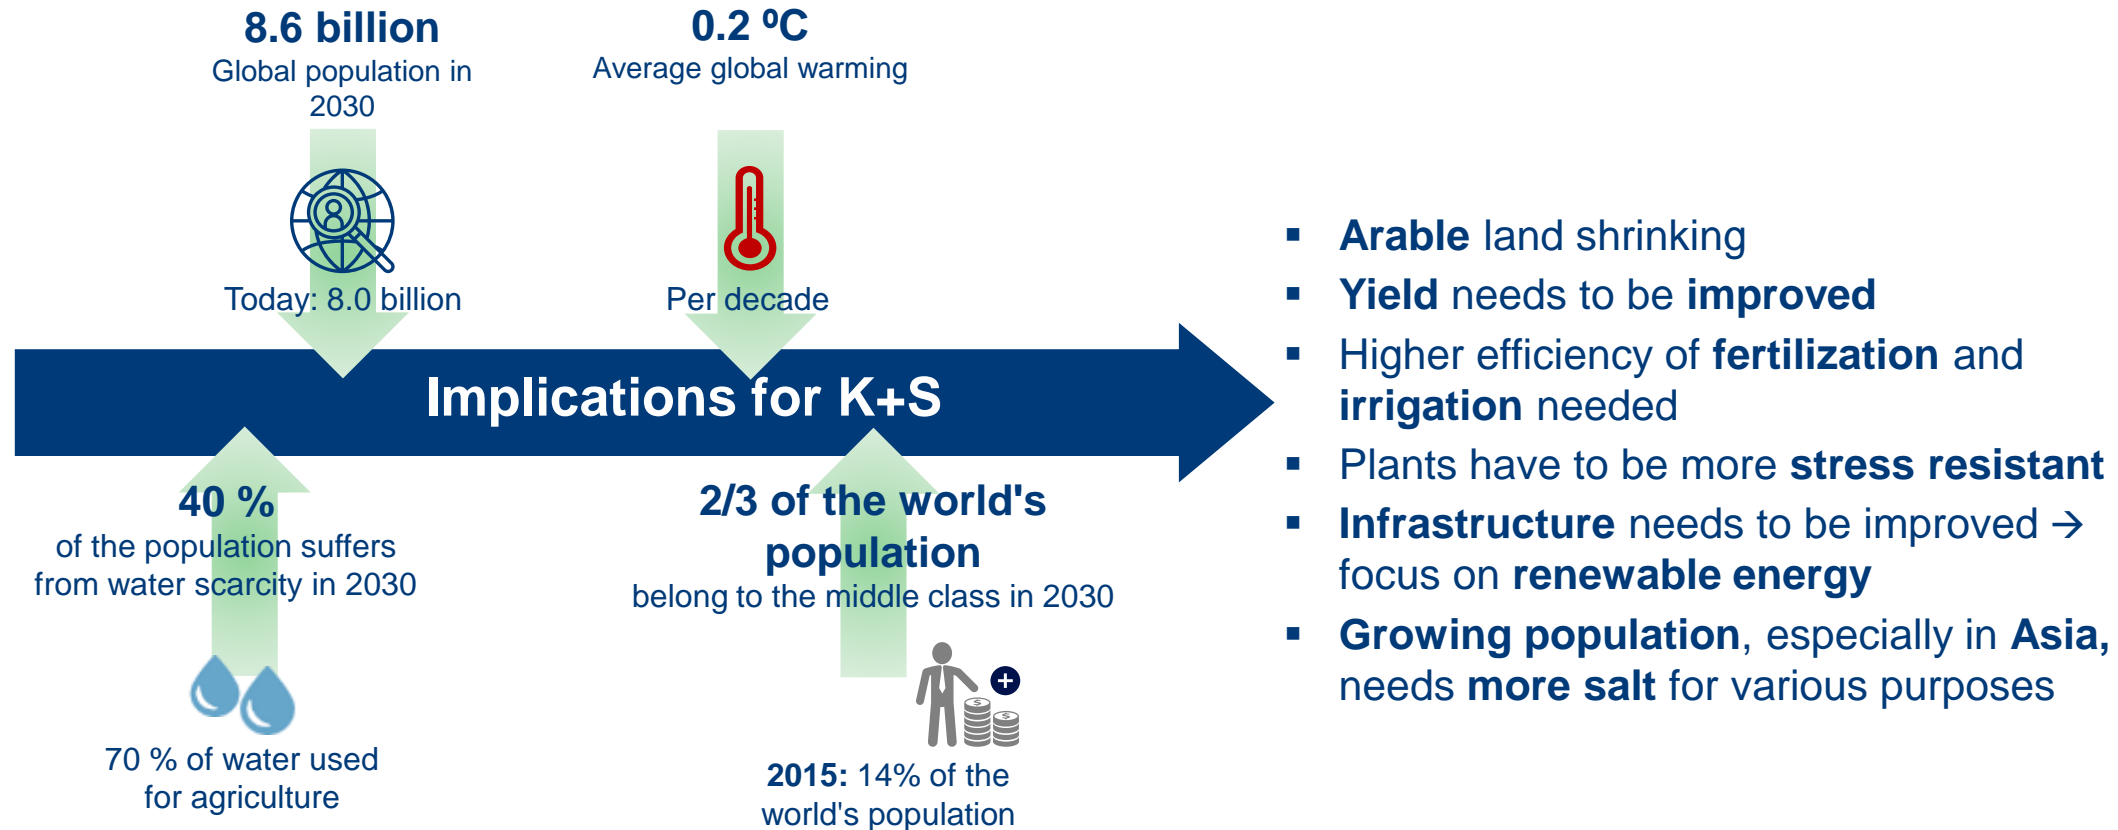 8.6 billion
Global population in
2030
Today: 8.0 billion
0.2 ºC
Average global warming
Per decade
Implications for K+S
40 %
of the population suffers
from water scarcity in 2030
70 % of water used
for agriculture
2/3 of the world's
population
belong to the middle class in 2030
2015: 14% of the
world's population
▪ Arable land shrinking
▪ Yield needs to be improved
▪ Higher efficiency of fertilization and
irrigation needed
▪ Plants have to be more stress resistant
▪ Infrastructure needs to be improved →
focus on renewable energy
▪ Growing population, especially in Asia,
needs more salt for various purposes